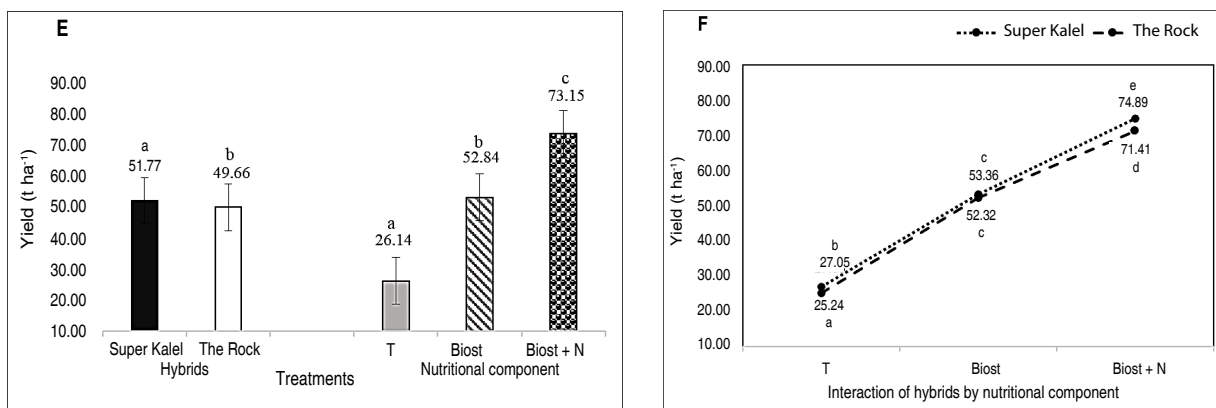 E
Yield (t ha-1)
90.00
80.00
70.00
60.00
50.00
40.00
30.00
20.00
10.00
a
51.77
b
49.66
a
26.14
b
52.84
c
73.15
Super Kalel The Rock T Biost Biost + N
Hybrids Nutritional component
Treatments
F
Super Kalel The Rock
Yield (t ha-1)
90.00
80.00
70.00
60.00
50.00
40.00
30.00
20.00
10.00
b
27.05
25.24
a
c
53.36
52.32
c
e
74.89
71.41
d
T Biost Biost + N
Interaction of hybrids by nutritional component